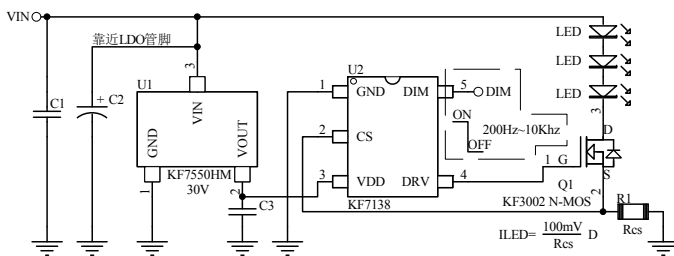 VIN
靠近LDO管脚
C1
+ C2
U1
3
VIN
GND
VOUT
KF7550HM
30V
1
2
C3
U2
1
GND
DIM
5
DIM
2
CS
3
VDD
DRV
4
KF7138
ON
OFF
200Hz~10Khz
LED
LED
LED
3
D
1
G
S
Q1
2
KF3002 N-MOS
R1
Rcs
ILED= 100mV
Rcs
D